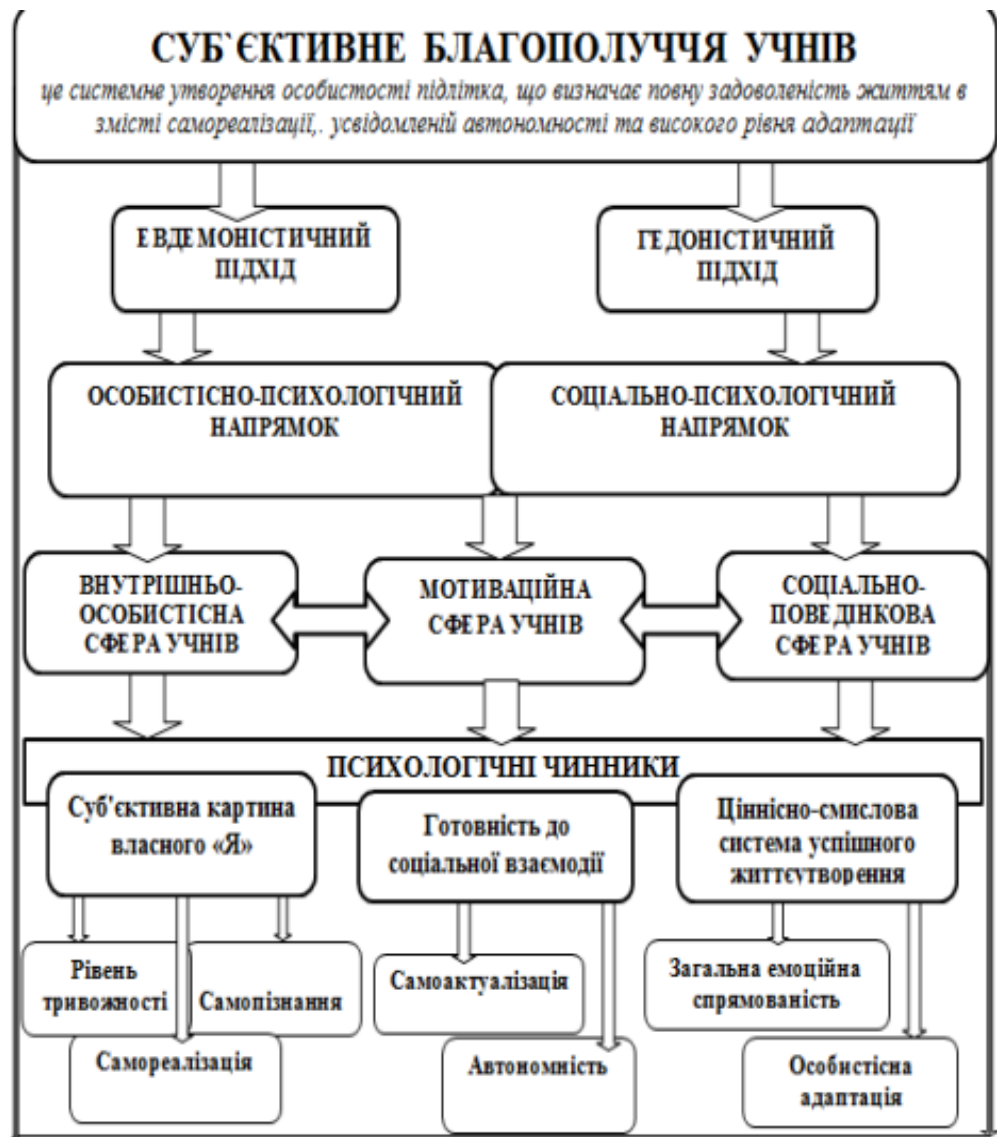 СУБ`ЄКТИВНЕ БЛАГОПОЛУЧЧЯ УЧНІВ
це системне утворення особистості підлітка, що визначає повну задоволеність життям в
змісті самореалізації,. усвідомленій автономності та високого рівня адаптації
ЕВДЕМОНІСТИЧНИЙ
ПІДХІД
ГЕДОНІСТИЧНИЙ
ПІДХІД
ОСОБИСТІСНО-ПСИХОЛОГІЧНИЙ
НАПРЯМОК
СОЦІАЛЬНО-ПСИХОЛОГІЧНИЙ
НАПРЯМОК
ВНУТРІШНЬО-
ОСОБИСТІСНА
СФЕРА УЧНІВ
МОТИВАЦІЙНА
СФЕРА УЧНІВ
СОЦІАЛЬНО-
ПОВЕДІНКОВА
СФЕРА УЧНІВ
ПСИХОЛОГІЧНІ ЧИННИКИ
Суб'єктивна картина
власного «Я»
Готовність до
соціальної взаємодії
Ціннісно-смислова
система успішного
життєутворення
Рівень
тривожності
Самопізнання
Самореалізація
Самоактуалізація
Автономність
Загальна емоційна
спрямованість
Особистісна
адаптація